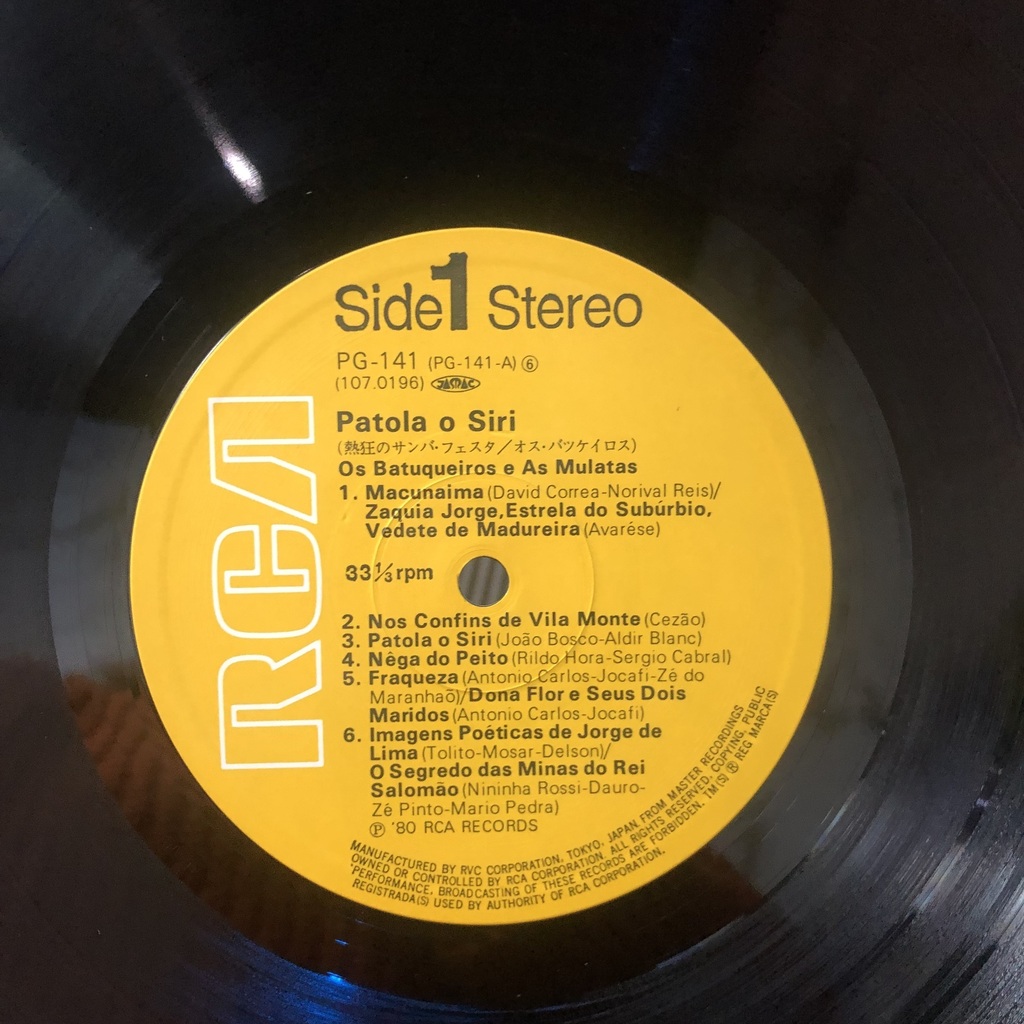 Side 1 Stereo
PG-141 (PG-141-A) ⑥
(107.0196) JASRAC
RCA
Patola o Siri
(熱狂のサンバ・フェスタ/オス・バツケイロス)
Os Batuqueiros e As Mulatas
1. Macunaima (David Correa-Norival Reis)/
Zaquia Jorge, Estrela do Subúrbio,
Vedete de Madureira (Avarése)
33⅓ rpm
2. Nos Confins de Vila Monte (Cezão)
3. Patola o Siri (João Bosco-Aldir Blanc)
4. Nêga do Peito (Rildo Hora-Sergio Cabral)
5. Fraqueza (Antonio Carlos-Jocafi-Zé do
Maranhaõ)/Dona Flor e Seus Dois
Maridos (Antonio Carlos-Jocafi)
6. Imagens Poéticas de Jorge de
Lima (Tolito-Mosar-Delson)/
O Segredo das Minas do Rei
Salomão (Nininha Rossi-Dauro-
Zé Pinto-Mario Pedra)
Ⓟ '80 RCA RECORDS
MANUFACTURED BY RVC CORPORATION, TOKYO, JAPAN, FROM MASTER RECORDINGS
OWNED OR CONTROLLED BY RCA CORPORATION. ALL RIGHTS RESERVED. COPYING, PUBLIC
PERFORMANCE, BROADCASTING OF THESE RECORDS ARE FORBIDDEN. TM(S) ® REG MARCA(S)
REGISTRADA(S) USED BY AUTHORITY OF RCA CORPORATION.